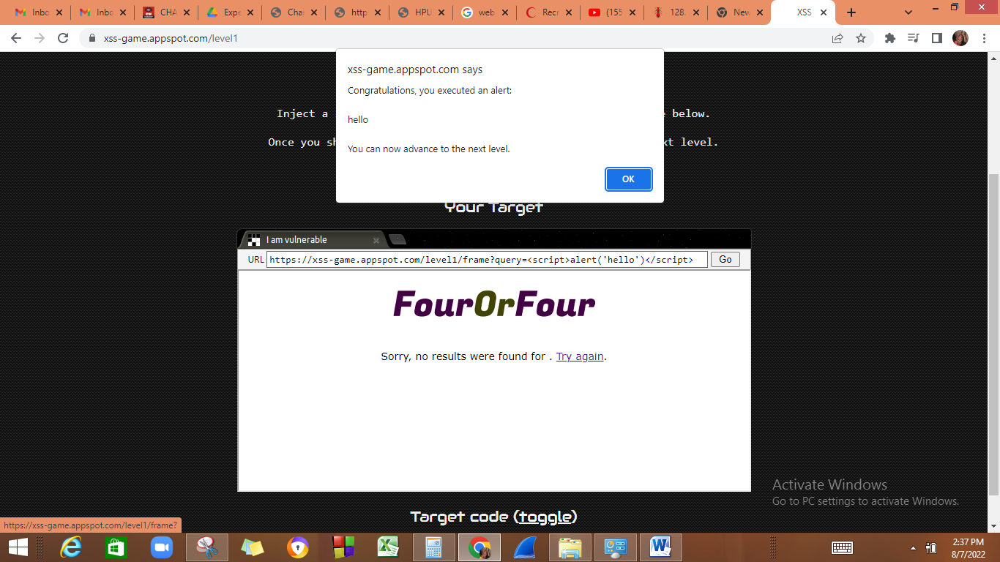 Inbo
Inbo
CHA
Expe
Chai
http
HPU
web
Recr
(155
128.
New
XSS
xss-game.appspot.com/level1
xss-game.appspot.com says
Congratulations, you executed an alert:
hello
You can now advance to the next level.
OK
Inject a
below.
Once you sh
xt level.
Your Target
I am vulnerable
URL https://xss-game.appspot.com/level1/frame?query=<script>alert('hello')</script> Go
FourOrFour
Sorry, no results were found for . Try again.
Activate Windows
Go to PC settings to activate Windows.
Target code (toggle)
https://xss-game.appspot.com/level1/frame?
2:37 PM
8/7/2022